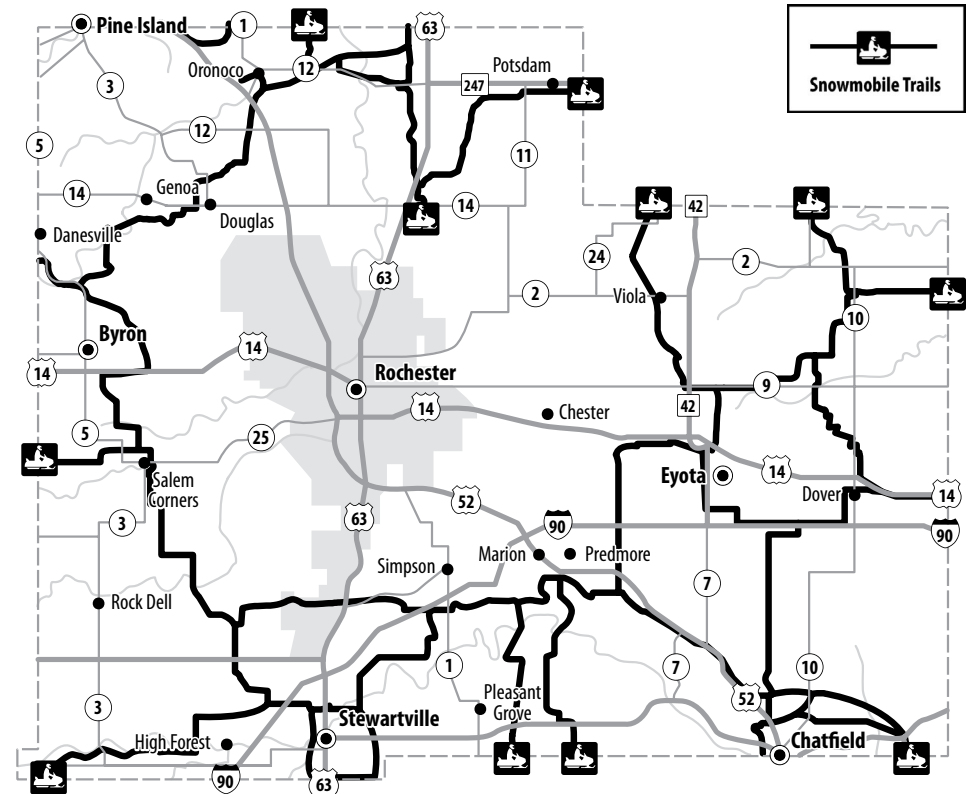 Pine Island
1
63
Snowmobile Trails
Oronoco
12
Potsdam
247
3
5
12
11
14
Genoa
Douglas
14
42
Danesville
24
2
63
2
Viola
10
Byron
14
14
Rochester
9
14
42
Chester
5
25
Salem
Corners
Eyota
14
Dover
14
52
3
63
90
90
Marion
Predmore
Simpson
7
Rock Dell
1
7
10
3
Pleasant
Grove
52
Stewartville
High Forest
Chatfield
90
63